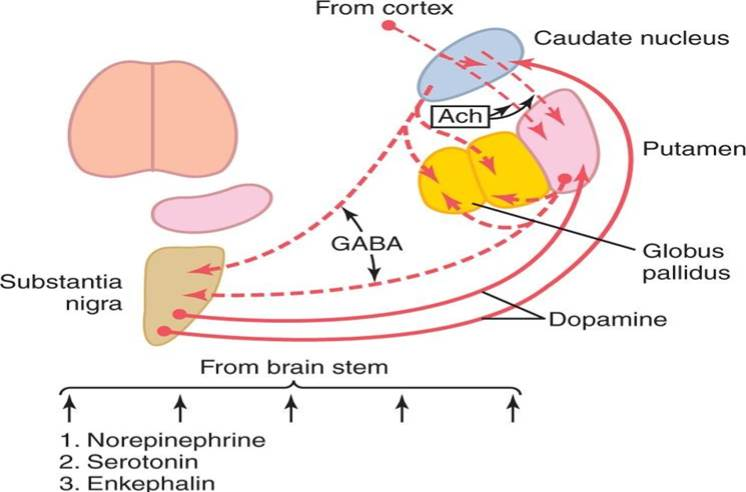 From cortex
Caudate nucleus
Ach
Putamen
GABA
Globus
pallidus
Substantia
nigra
Dopamine
From brain stem
1. Norepinephrine
2. Serotonin
3. Enkephalin